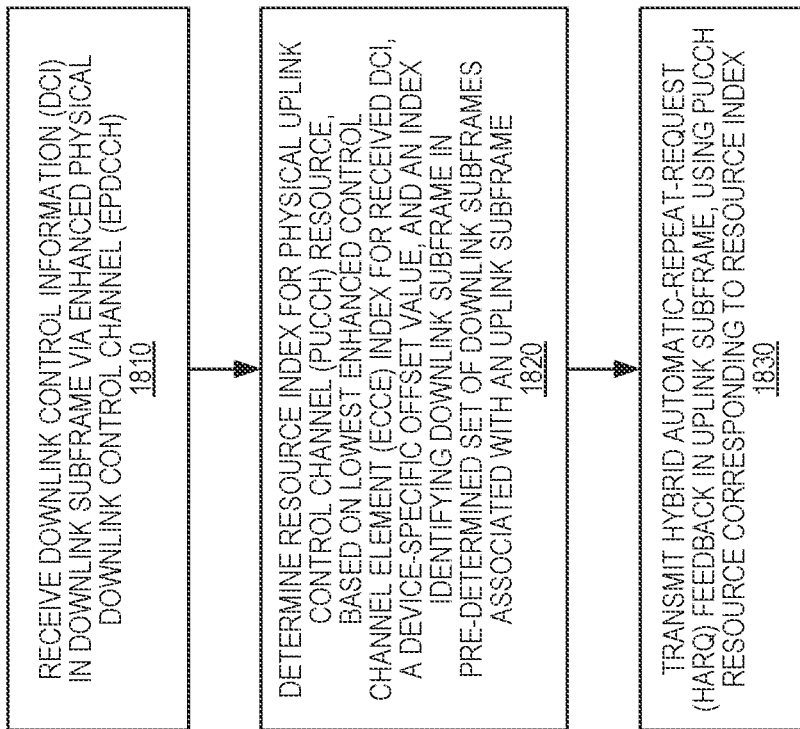 RECEIVE DOWNLINK CONTROL INFORMATION (DCI)
IN DOWNLINK SUBFRAME VIA ENHANCED PHYSICAL
DOWNLINK CONTROL CHANNEL (EPDCCH)
1810
DETERMINE RESOURCE INDEX FOR PHYSICAL UPLINK
CONTROL CHANNEL (PUCCH) RESOURCE,
BASED ON LOWEST ENHANCED CONTROL
CHANNEL ELEMENT (ECCE) INDEX FOR RECEIVED DCI,
A DEVICE-SPECIFIC OFFSET VALUE, AND AN INDEX
IDENTIFYING DOWNLINK SUBFRAME IN
PRE-DETERMINED SET OF DOWNLINK SUBFRAMES
ASSOCIATED WITH AN UPLINK SUBFRAME
1820
TRANSMIT HYBRID AUTOMATIC-REPEAT-REQUEST
(HARQ) FEEDBACK IN UPLINK SUBFRAME, USING PUCCH
RESOURCE CORRESPONDING TO RESOURCE INDEX
1830